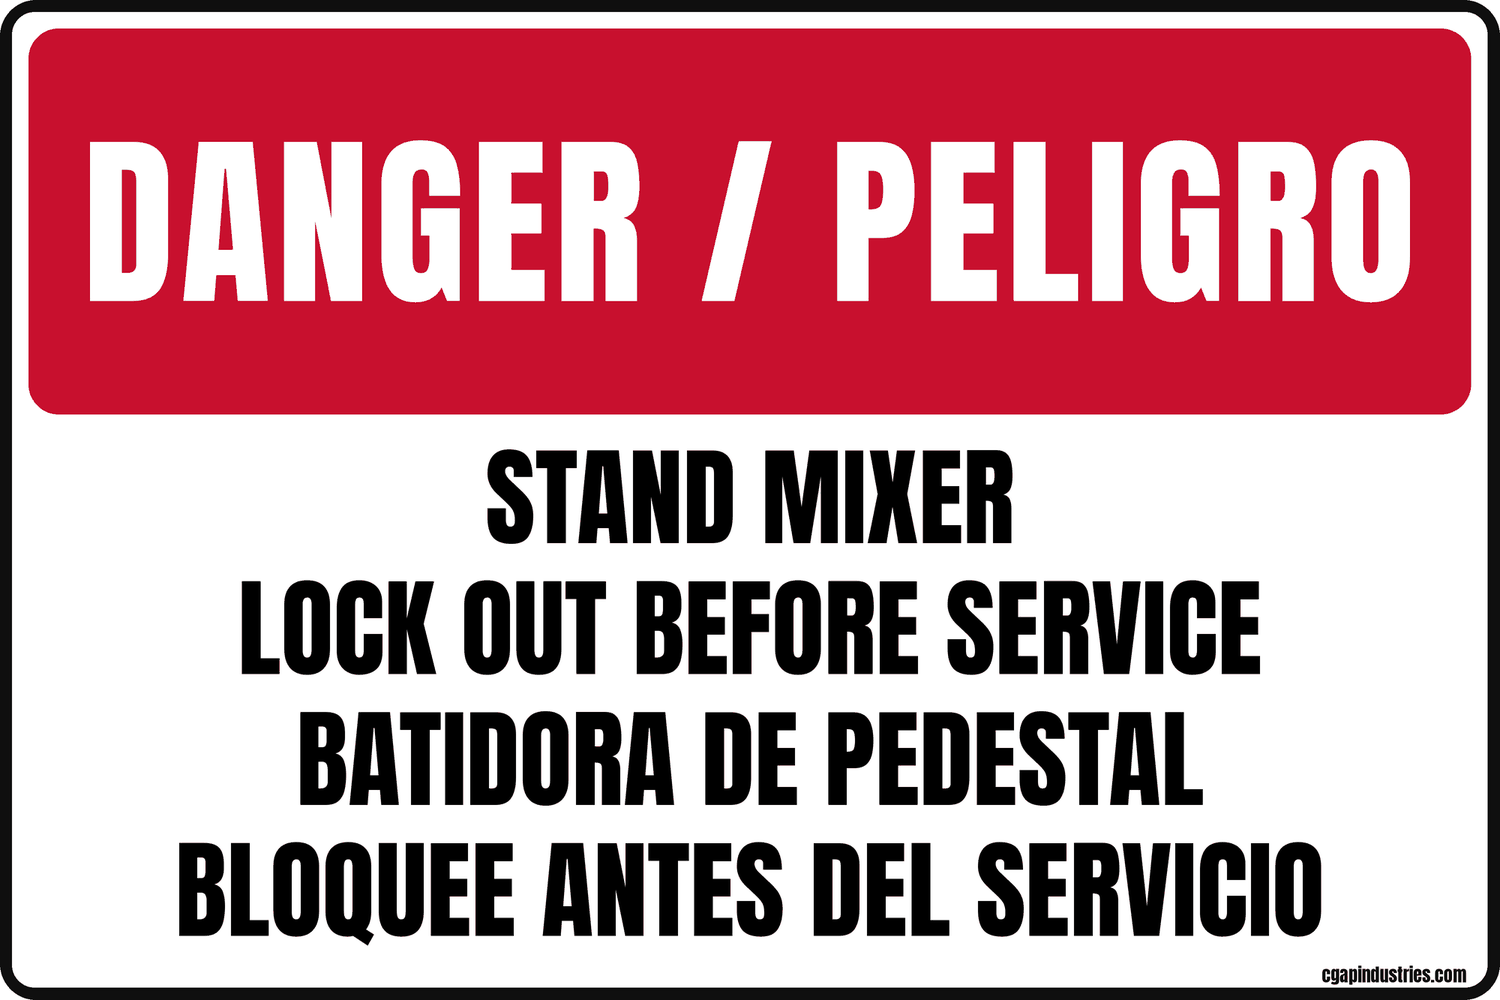 DANGER / PELIGRO
STAND MIXER
LOCK OUT BEFORE SERVICE
BATIDORA DE PEDESTAL
BLOQUEE ANTES DEL SERVICIO
cgapindustries.com